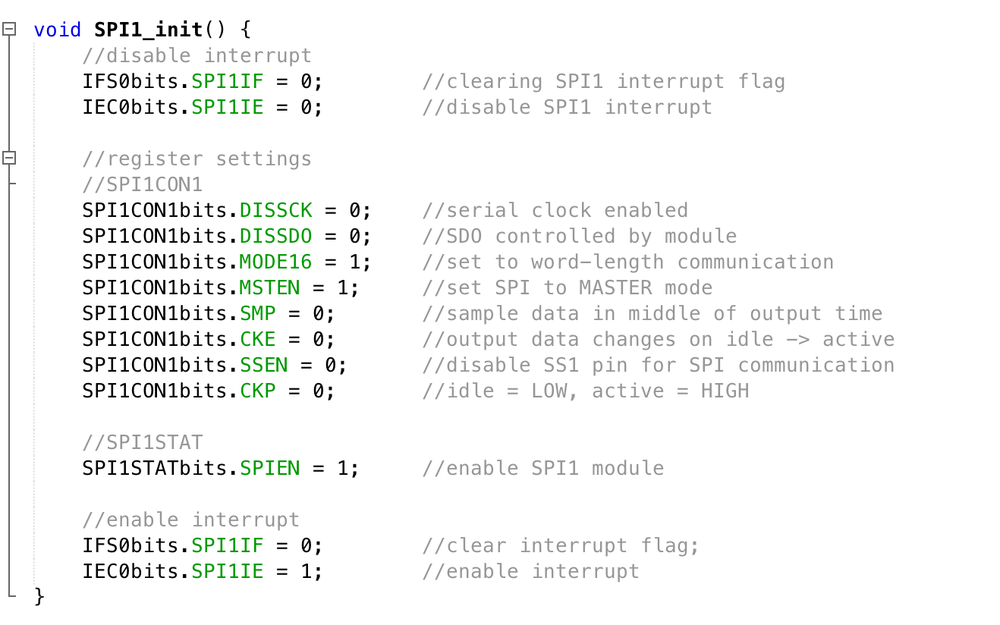 void SPI1_init() {
    //disable interrupt
    IFS0bits.SPI1IF = 0;        //clearing SPI1 interrupt flag
    IEC0bits.SPI1IE = 0;        //disable SPI1 interrupt

    //register settings
    //SPI1CON1
    SPI1CON1bits.DISSCK = 0;    //serial clock enabled
    SPI1CON1bits.DISSDO = 0;    //SDO controlled by module
    SPI1CON1bits.MODE16 = 1;    //set to word-length communication
    SPI1CON1bits.MSTEN = 1;     //set SPI to MASTER mode
    SPI1CON1bits.SMP = 0;       //sample data in middle of output time
    SPI1CON1bits.CKE = 0;       //output data changes on idle -> active
    SPI1CON1bits.SSEN = 0;      //disable SS1 pin for SPI communication
    SPI1CON1bits.CKP = 0;       //idle = LOW, active = HIGH

    //SPI1STAT
    SPI1STATbits.SPIEN = 1;     //enable SPI1 module

    //enable interrupt
    IFS0bits.SPI1IF = 0;        //clear interrupt flag;
    IEC0bits.SPI1IE = 1;        //enable interrupt
}